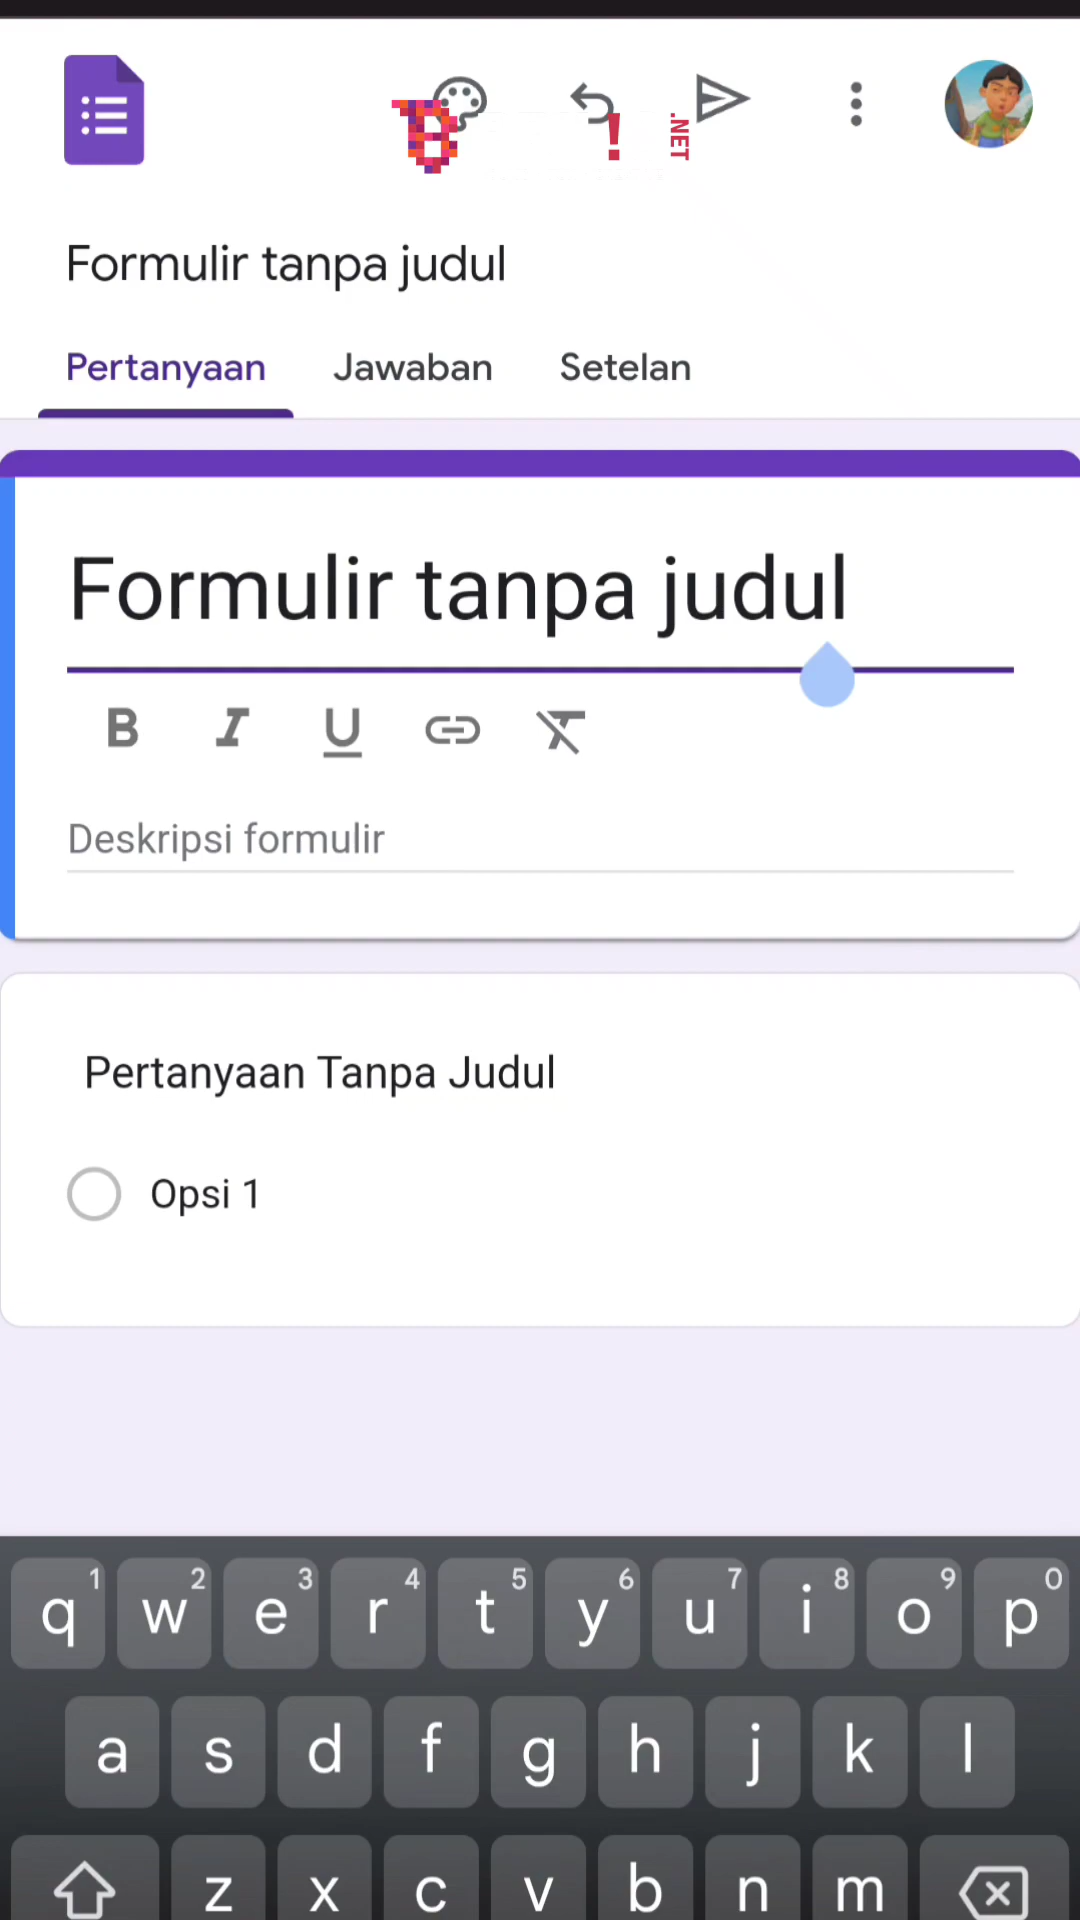 B ! .NET
Formulir tanpa judul
Pertanyaan Jawaban Setelan
Formulir tanpa judul
B I U
Deskripsi formulir
Pertanyaan Tanpa Judul
Opsi 1
1 2 3 4 5 6 7 8 9 0
q w e r t y u i o p
a s d f g h j k l
z x c v b n m